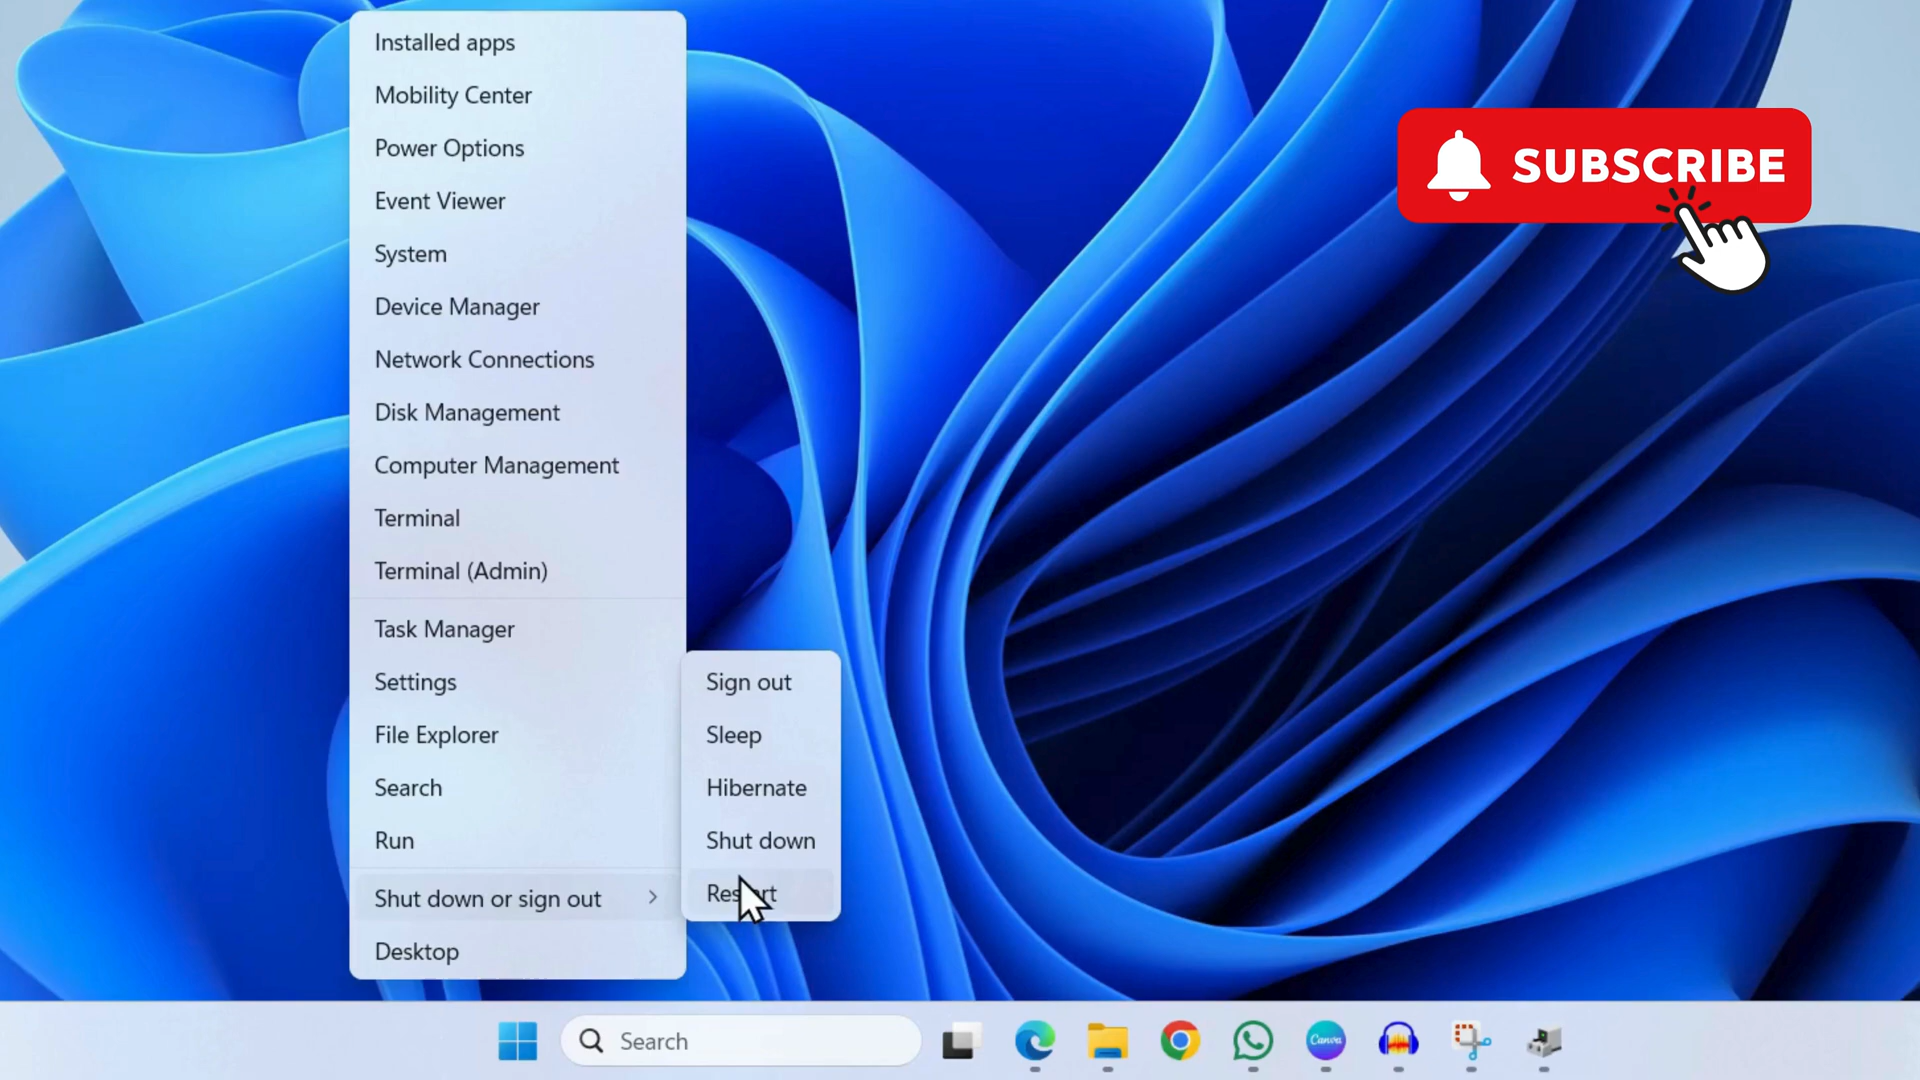 Installed apps
Mobility Center
Power Options
Event Viewer
System
Device Manager
Network Connections
Disk Management
Computer Management
Terminal
Terminal (Admin)
Task Manager
Settings
File Explorer
Search
Run
Shut down or sign out
Desktop
Sign out
Sleep
Hibernate
Shut down
Restart
SUBSCRIBE
Search
Canva